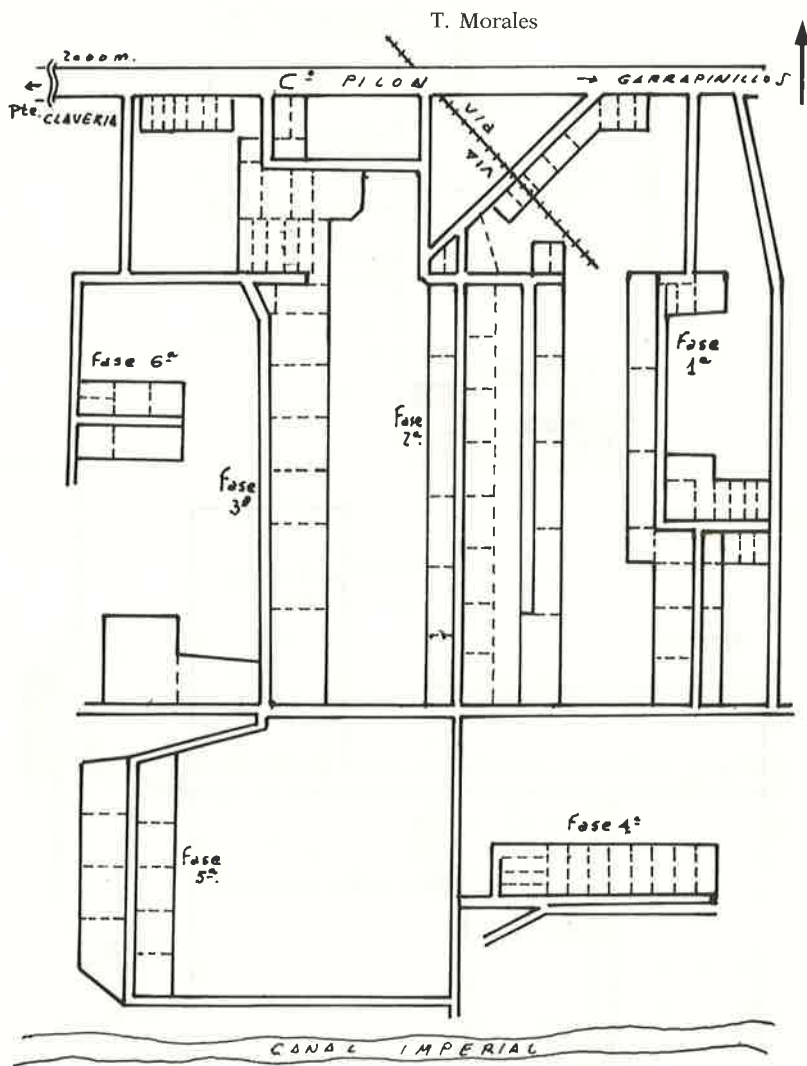 T. Morales
2000 m.
Cº PILON → GARRAPINILLOS
←
Pte. CLAVERIA
VIA
VIA
Fase 6ª
Fase
1ª
Fase
2ª.
Fase
3ª
Fase 4ª
Fase
5ª.
CANAL IMPERIAL